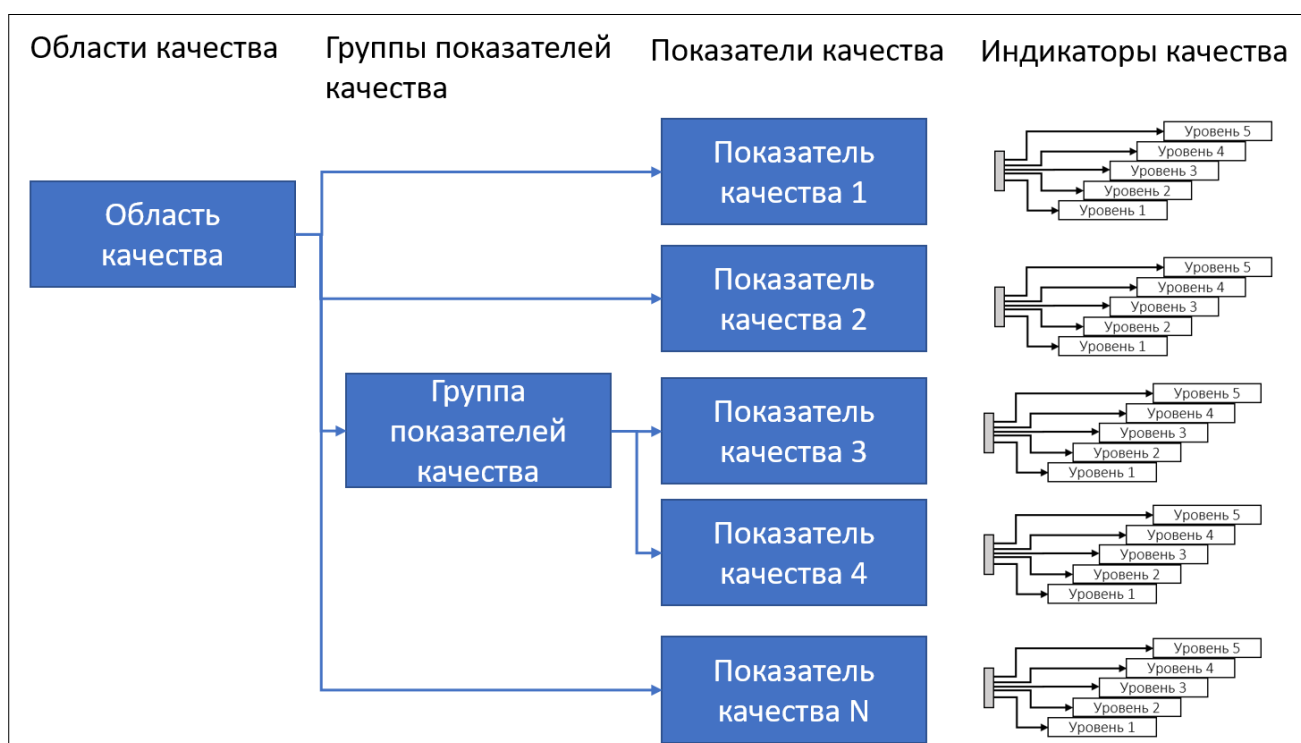 Области качества
Группы показателей
качества
Показатели качества
Индикаторы качества
Область
качества
Показатель
качества 1
Уровень 5
Уровень 4
Уровень 3
Уровень 2
Уровень 1
Показатель
качества 2
Уровень 5
Уровень 4
Уровень 3
Уровень 2
Уровень 1
Группа
показателей
качества
Показатель
качества 3
Уровень 5
Уровень 4
Уровень 3
Уровень 2
Уровень 1
Показатель
качества 4
Уровень 5
Уровень 4
Уровень 3
Уровень 2
Уровень 1
Показатель
качества N
Уровень 5
Уровень 4
Уровень 3
Уровень 2
Уровень 1